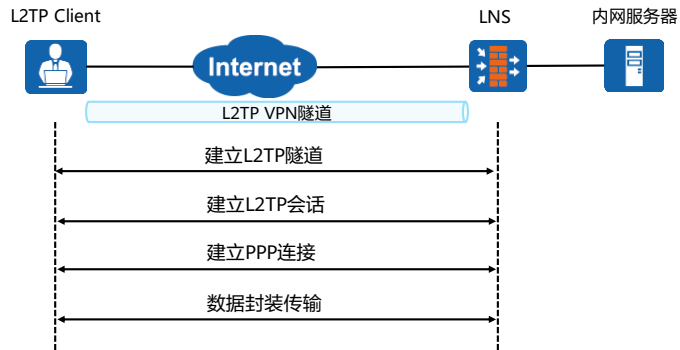 L2TP Client
LNS
内网服务器
Internet
L2TP VPN隧道
建立L2TP隧道
建立L2TP会话
建立PPP连接
数据封装传输